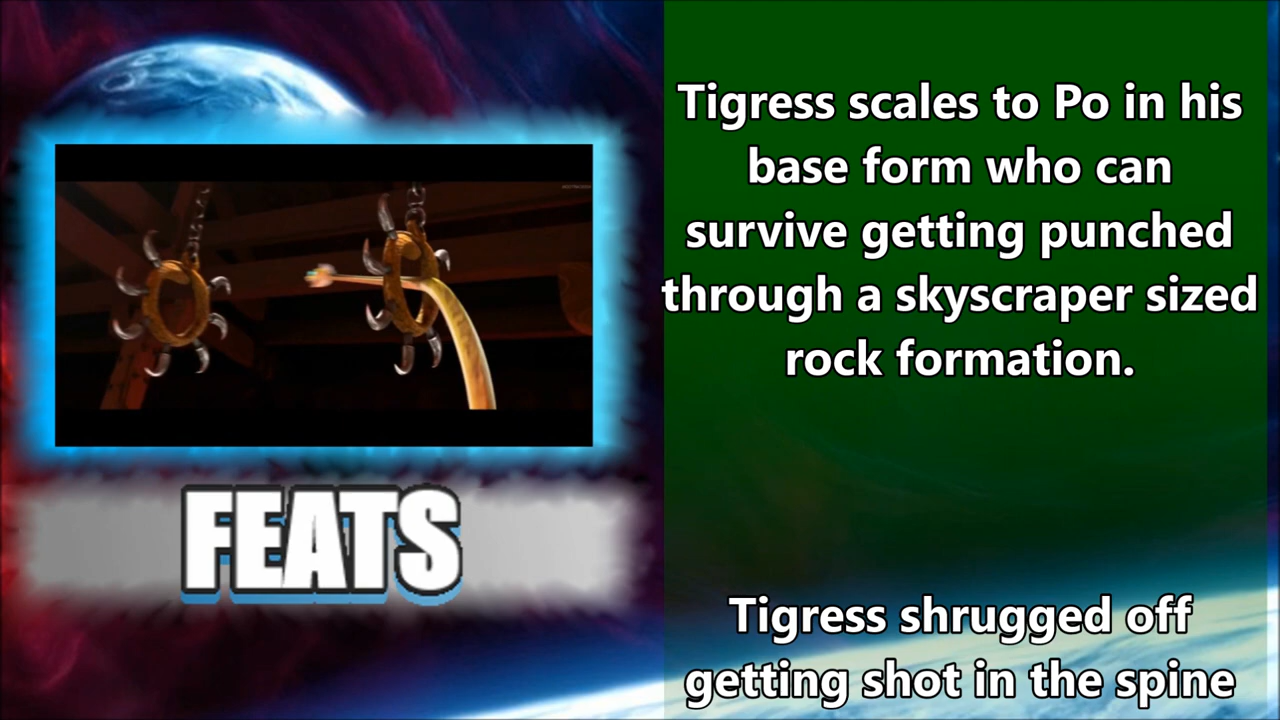 Tigress scales to Po in his
base form who can
survive getting punched
through a skyscraper sized
rock formation.
FEATS
Tigress shrugged off
getting shot in the spine